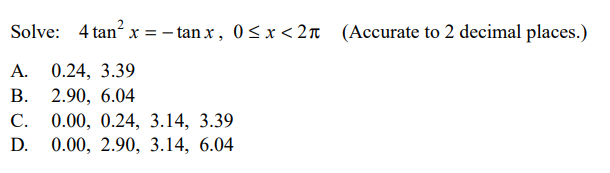 Solve: 4 tan² x = − tan x , 0 ≤ x < 2π (Accurate to 2 decimal places.)
A. 0.24, 3.39
B. 2.90, 6.04
C. 0.00, 0.24, 3.14, 3.39
D. 0.00, 2.90, 3.14, 6.04